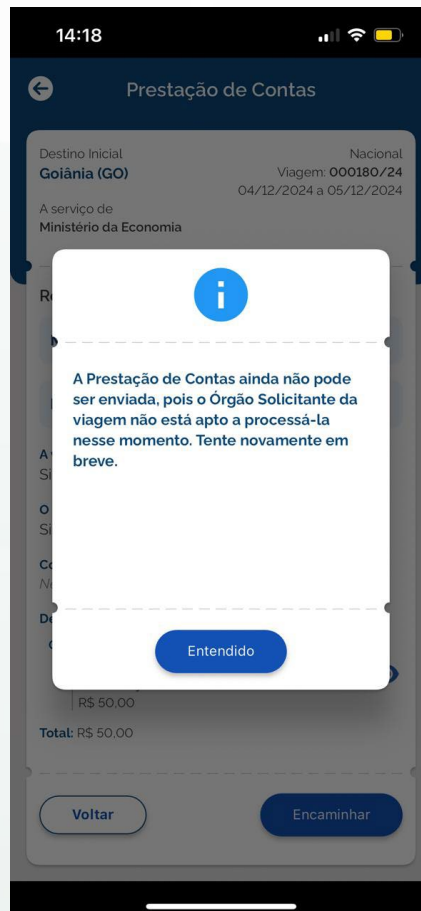 14:18
Prestação de Contas
Destino Inicial
Nacional
Goiânia (GO)
Viagem: 000180/24
04/12/2024 a 05/12/2024
A serviço de
Ministério da Economia
A Prestação de Contas ainda não pode
ser enviada, pois o Órgão Solicitante da
viagem não está apto a processá-la
nesse momento. Tente novamente em
breve.
Entendido
R$ 50,00
Total: R$ 50,00
Voltar
Encaminhar